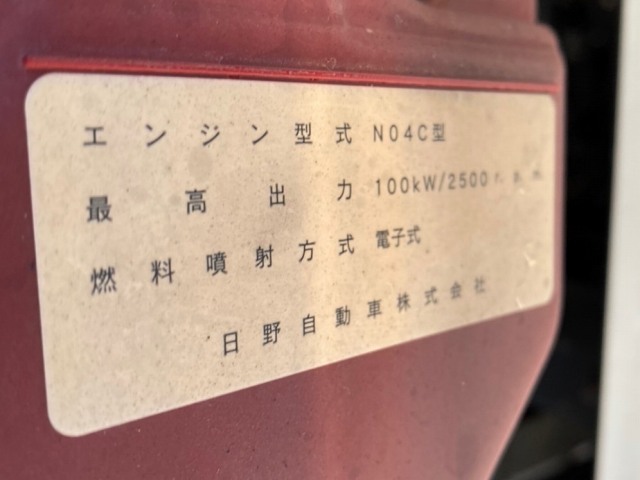 エンジン型式 N04C型
最高出力 100kW/2500r.p.m
燃料噴射方式 電子式
日野自動車株式会社